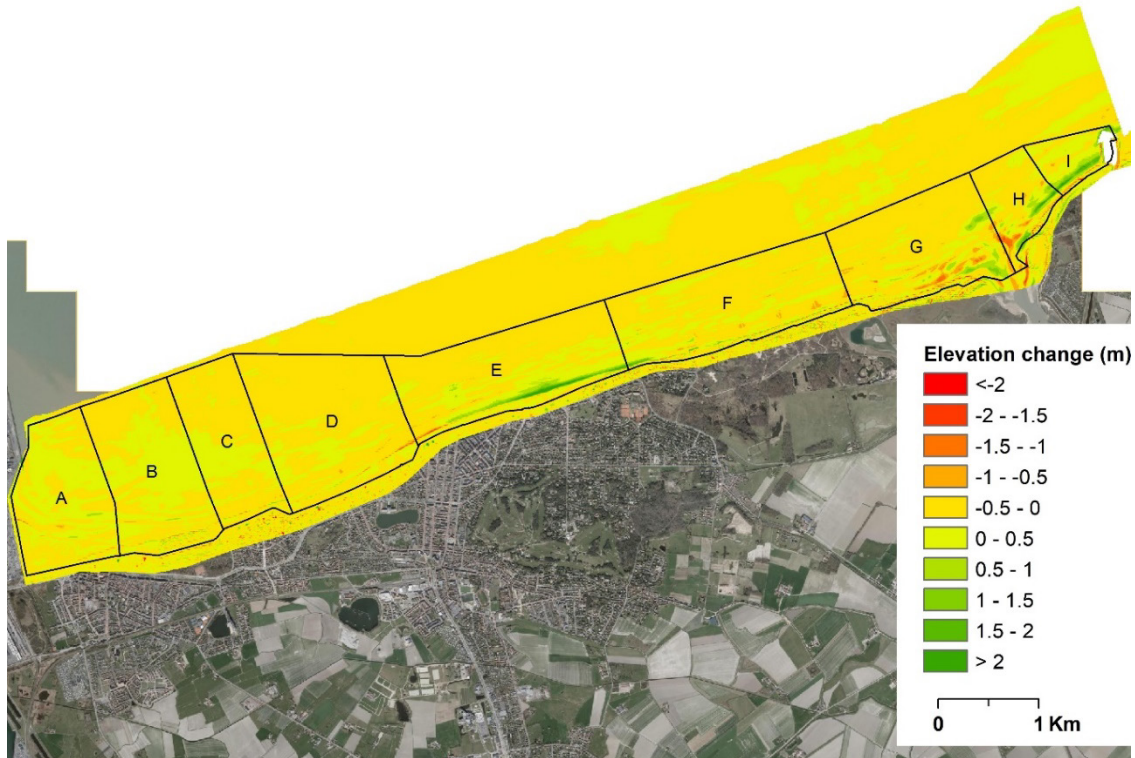 I
H
G
F
E
D
C
B
A
Elevation change (m)
<-2
-2 - -1.5
-1.5 - -1
-1 - -0.5
-0.5 - 0
0 - 0.5
0.5 - 1
1 - 1.5
1.5 - 2
> 2
0 1 Km